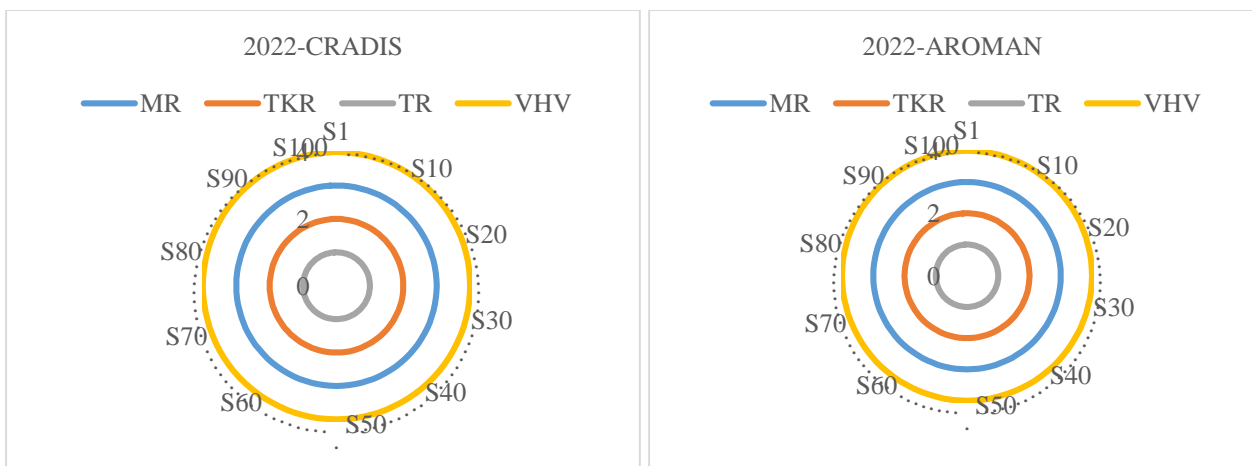 2022-CRADIS
MR TKR TR VHV
S1
S10
S20
S30
S40
S50
S60
S70
S80
S90
S100
4
2
0
2022-AROMAN
MR TKR TR VHV
S1
S10
S20
S30
S40
S50
S60
S70
S80
S90
S100
4
2
0